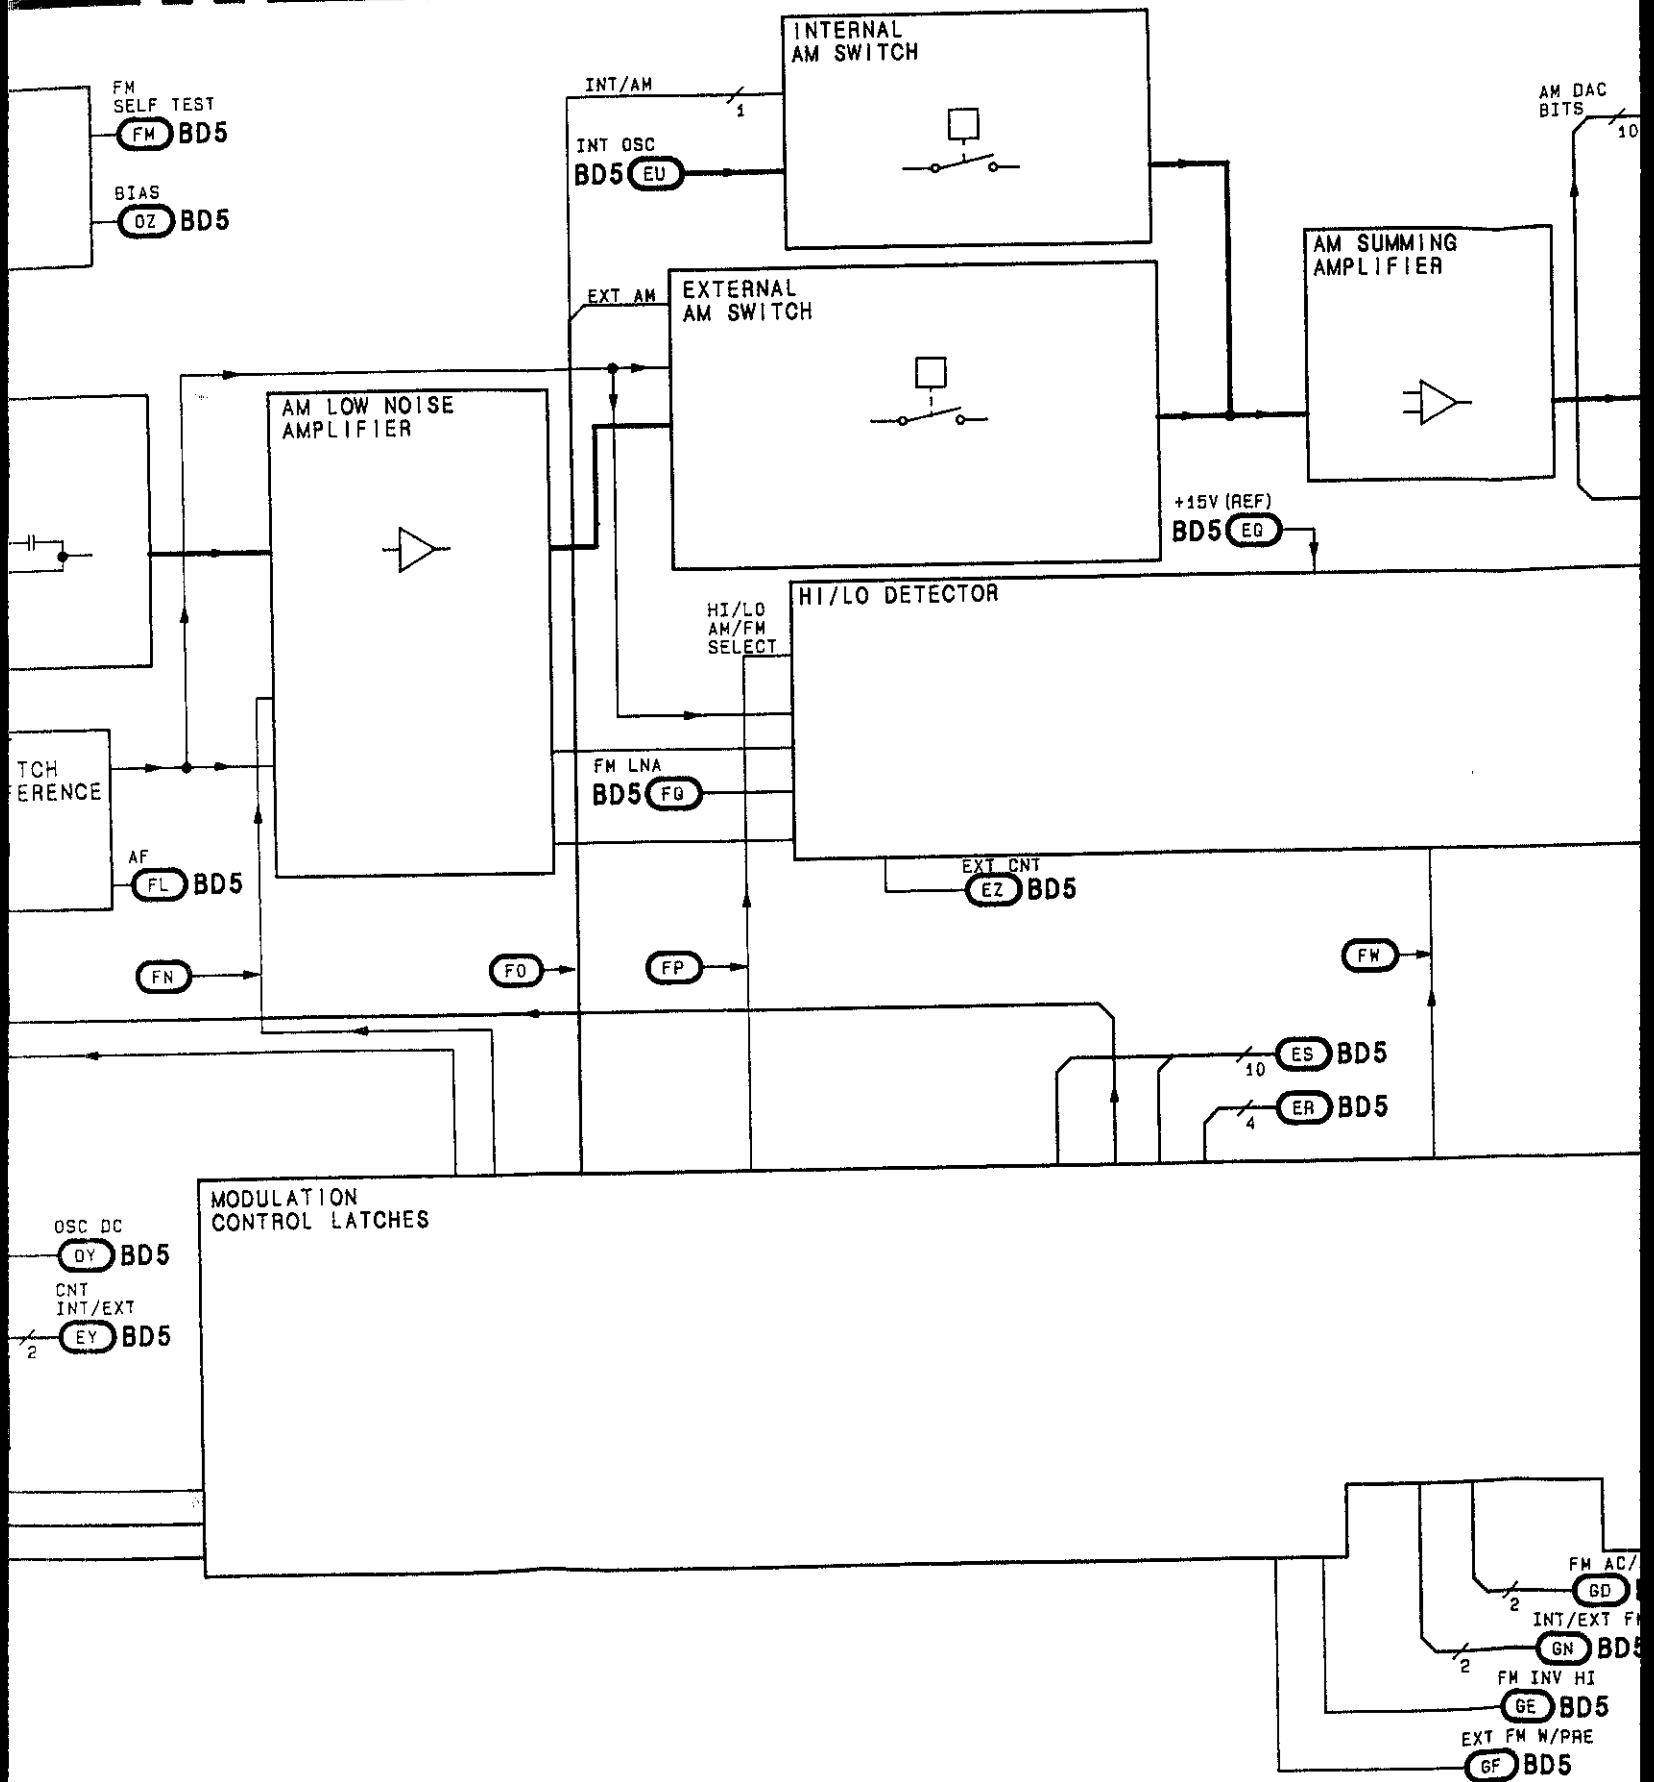 INTERNAL
AM SWITCH
INT/AM
1
INT OSC
BD5 EU
FM
SELF TEST
FM BD5
BIAS
OZ BD5
AM DAC
BITS
10
AM SUMMING
AMPLIFIER
EXT AM
EXTERNAL
AM SWITCH
AM LOW NOISE
AMPLIFIER
+15V (REF)
BD5 EQ
HI/LO DETECTOR
HI/LO
AM/FM
SELECT
FM LNA
BD5 FQ
TCH
ERENCE
AF
FL BD5
EXT CNT
EZ BD5
FN
FO
FP
FW
10
ES BD5
4
ER BD5
MODULATION
CONTROL LATCHES
OSC DC
OY BD5
CNT
INT/EXT
2
EY BD5
FM AC/
2
GD
INT/EXT
2
GN BD5
FM INV HI
GE BD5
EXT FM W/PRE
GF BD5